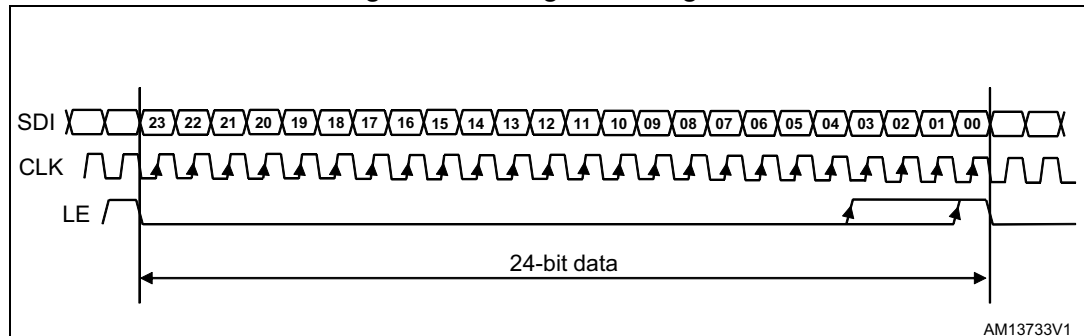 SDI 23 22 21 20 19 18 17 16 15 14 13 12 11 10 09 08 07 06 05 04 03 02 01 00
CLK
LE
24-bit data
AM13733V1